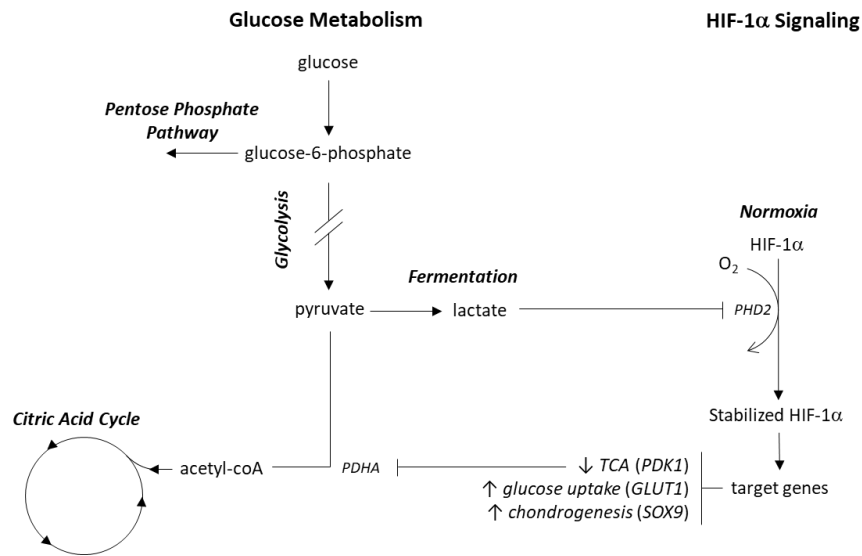 Glucose Metabolism
HIF-1α Signaling
glucose
Pentose Phosphate
Pathway
glucose-6-phosphate
Glycolysis
Normoxia
HIF-1α
O₂
Fermentation
pyruvate
lactate
PHD2
Citric Acid Cycle
Stabilized HIF-1α
acetyl-coA
PDHA
↓ TCA (PDK1)
↑ glucose uptake (GLUT1)
↑ chondrogenesis (SOX9)
target genes